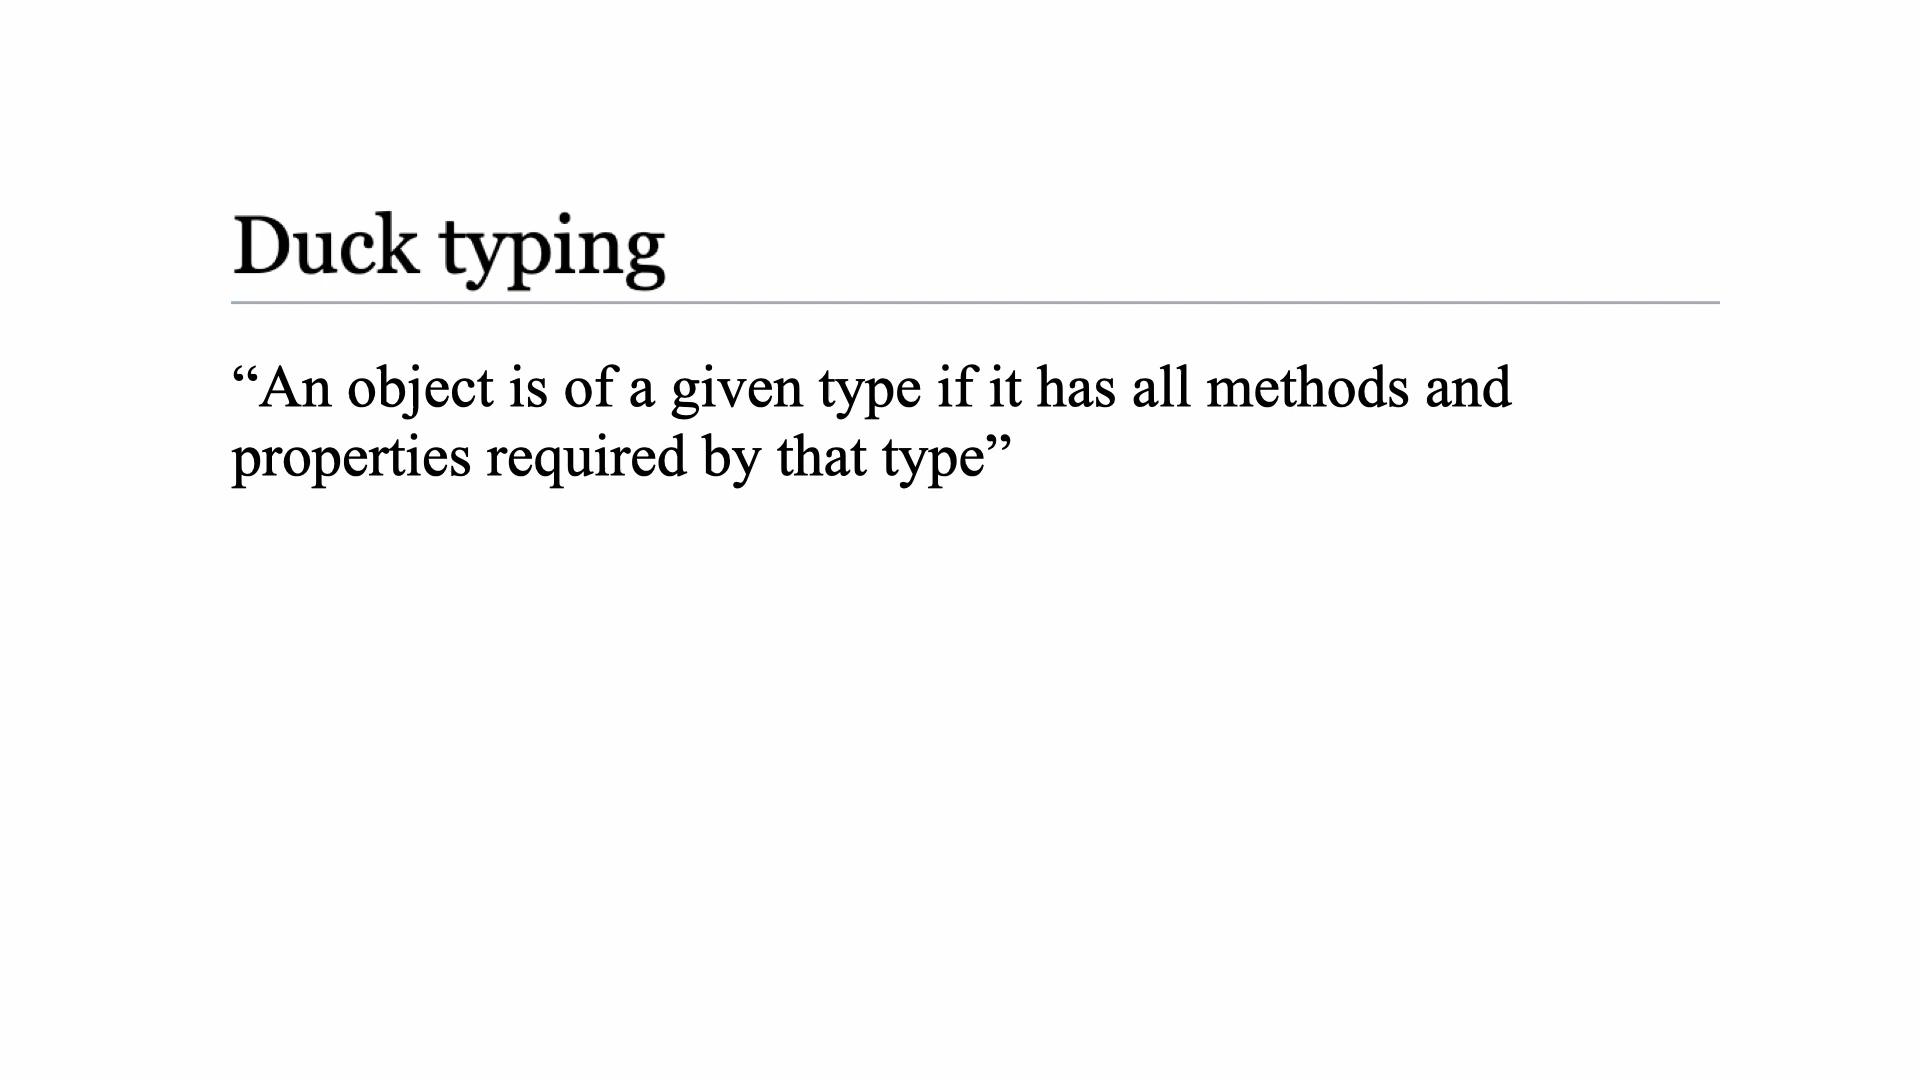 Duck typing
“An object is of a given type if it has all methods and
properties required by that type”